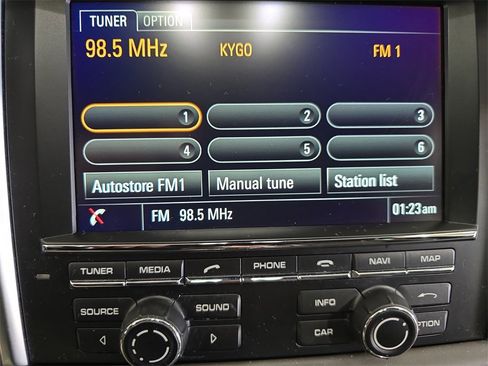 TUNER OPTION
98.5 MHz KYGO FM 1
1 2 3
4 5 6
Autostore FM1 Manual tune Station list
FM 98.5 MHz 01:23am
TUNER MEDIA PHONE NAVI MAP
SOURCE SOUND INFO
CAR OPTION